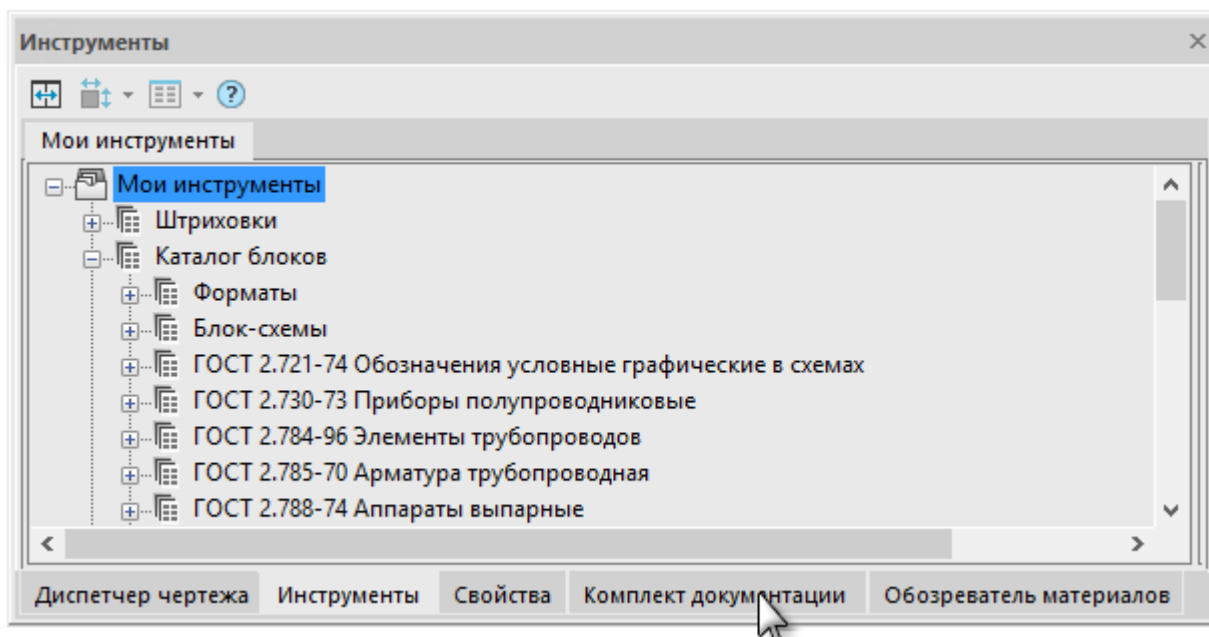 Инструменты
Мои инструменты
Мои инструменты
Штриховки
Каталог блоков
Форматы
Блок-схемы
ГОСТ 2.721-74 Обозначения условные графические в схемах
ГОСТ 2.730-73 Приборы полупроводниковые
ГОСТ 2.784-96 Элементы трубопроводов
ГОСТ 2.785-70 Арматура трубопроводная
ГОСТ 2.788-74 Аппараты выпарные
Диспетчер чертежа Инструменты Свойства Комплект документации Обозреватель материалов